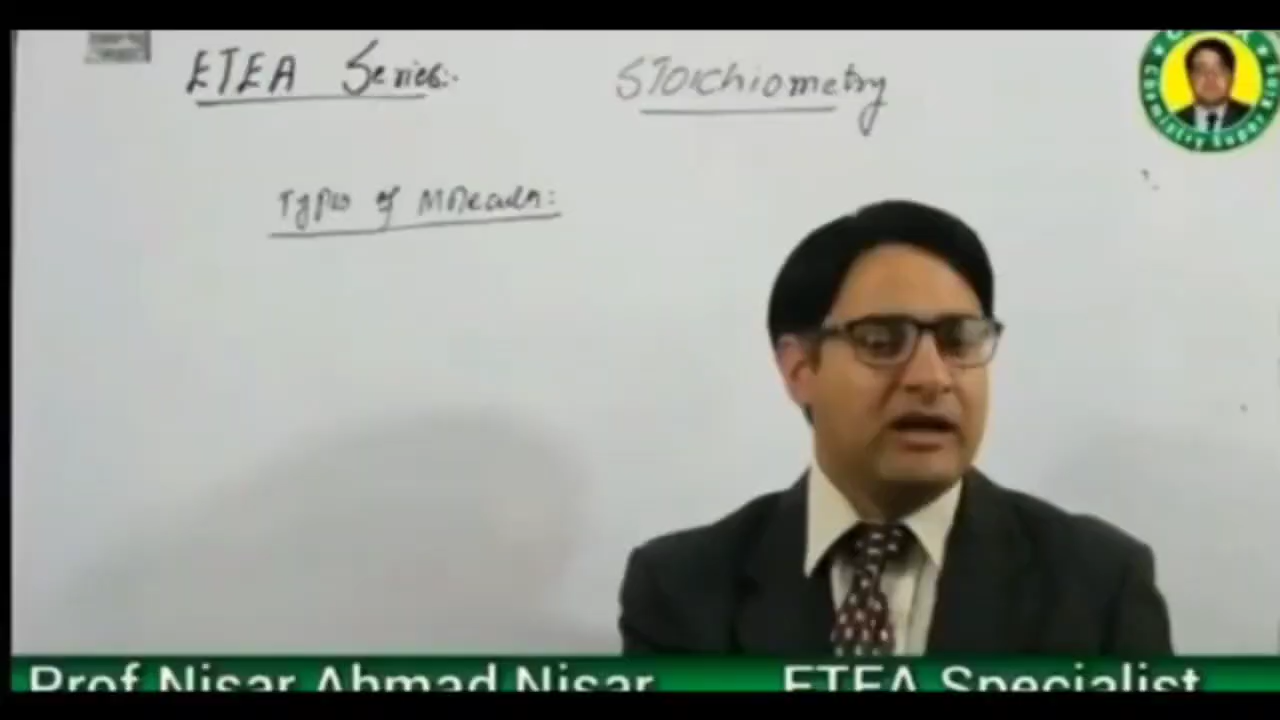 ETEA Series:-
Stoichiometry
Types of
Prof Nisar Ahmad Nisar
ETEA Specialist